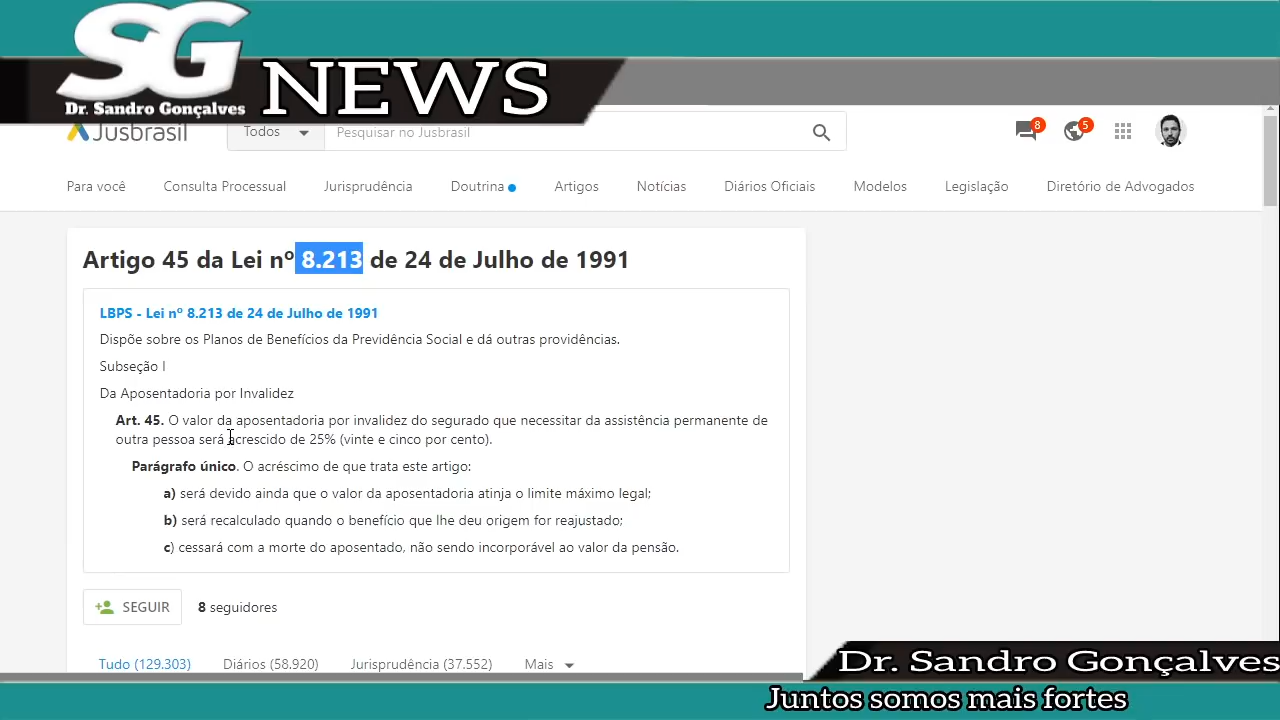 SG
Dr. Sandro Gonçalves
NEWS
Jusbrasil
Todos
Pesquisar no Jusbrasil
8
5
Para você
Consulta Processual
Jurisprudência
Doutrina
Artigos
Notícias
Diários Oficiais
Modelos
Legislação
Diretório de Advogados
Artigo 45 da Lei nº 8.213 de 24 de Julho de 1991
LBPS - Lei nº 8.213 de 24 de Julho de 1991
Dispõe sobre os Planos de Benefícios da Previdência Social e dá outras providências.
Subseção I
Da Aposentadoria por Invalidez
Art. 45. O valor da aposentadoria por invalidez do segurado que necessitar da assistência permanente de
outra pessoa será acrescido de 25% (vinte e cinco por cento).
Parágrafo único. O acréscimo de que trata este artigo:
a) será devido ainda que o valor da aposentadoria atinja o limite máximo legal;
b) será recalculado quando o benefício que lhe deu origem for reajustado;
c) cessará com a morte do aposentado, não sendo incorporável ao valor da pensão.
SEGUIR
8 seguidores
Tudo (129.303)
Diários (58.920)
Jurisprudência (37.552)
Mais
Dr. Sandro Gonçalves
Juntos somos mais fortes